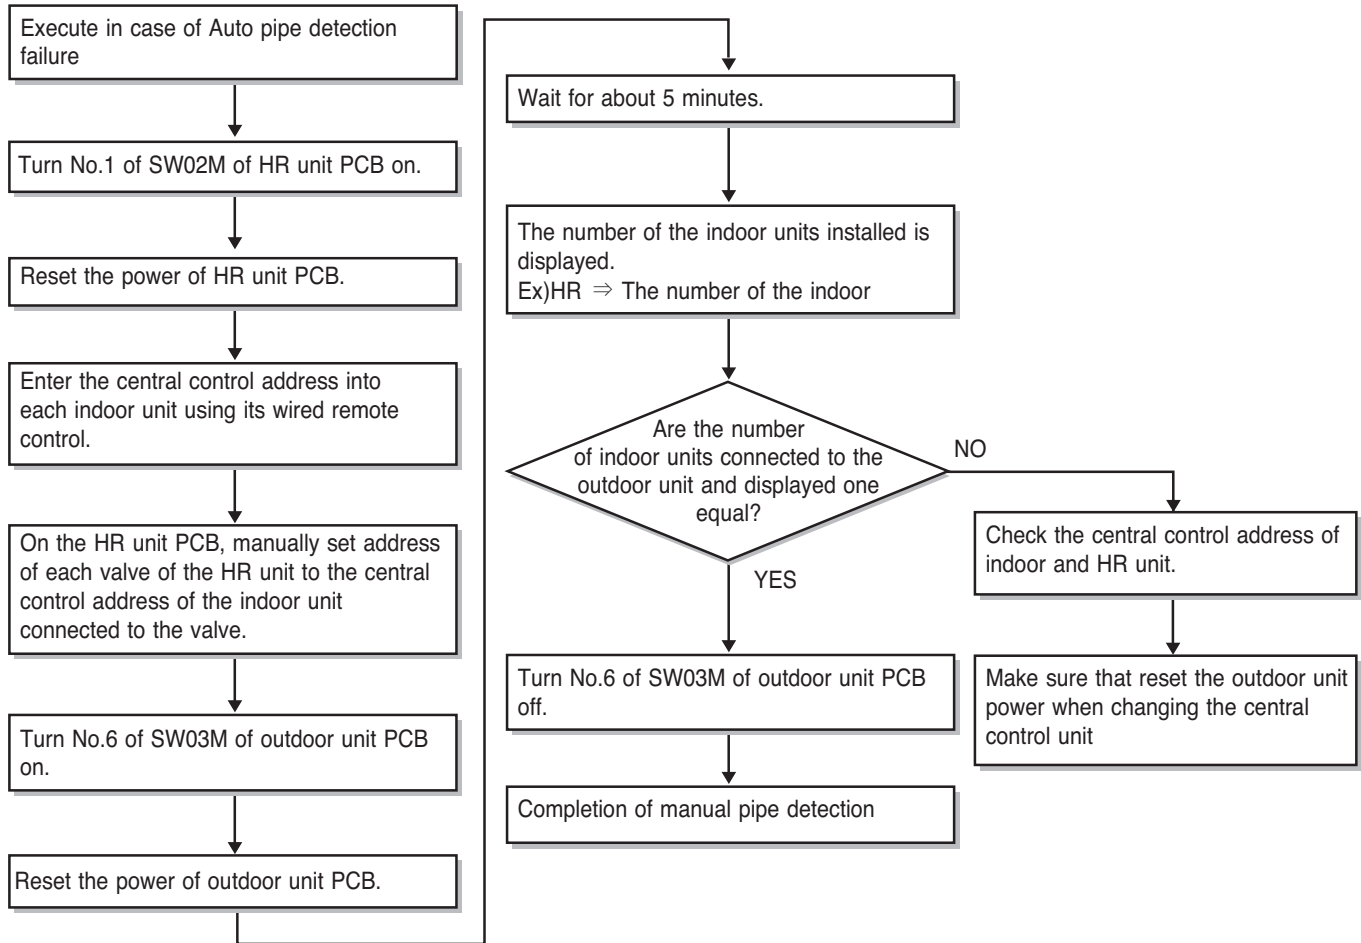 Execute in case of Auto pipe detection
failure
Turn No.1 of SW02M of HR unit PCB on.
Reset the power of HR unit PCB.
Enter the central control address into
each indoor unit using its wired remote
control.
On the HR unit PCB, manually set address
of each valve of the HR unit to the central
control address of the indoor unit
connected to the valve.
Turn No.6 of SW03M of outdoor unit PCB
on.
Reset the power of outdoor unit PCB.
Wait for about 5 minutes.
The number of the indoor units installed is
displayed.
Ex)HR ⇒ The number of the indoor
Are the number
of indoor units connected to the
outdoor unit and displayed one
equal?
NO
YES
Turn No.6 of SW03M of outdoor unit PCB
off.
Completion of manual pipe detection
Check the central control address of
indoor and HR unit.
Make sure that reset the outdoor unit
power when changing the central
control unit